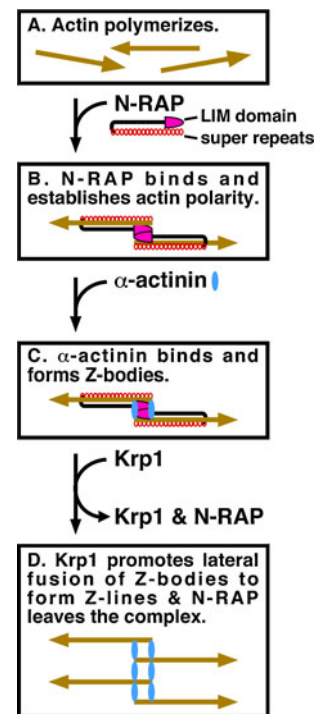 A. Actin polymerizes.
N-RAP
LIM domain
super repeats
B. N-RAP binds and
establishes actin polarity.
α-actinin
C. α-actinin binds and
forms Z-bodies.
Krp1
Krp1 & N-RAP
D. Krp1 promotes lateral
fusion of Z-bodies to
form Z-lines & N-RAP
leaves the complex.